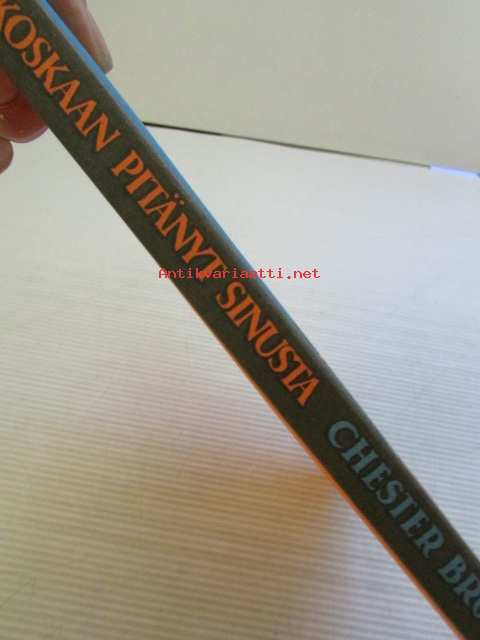 KOSKAAN PITÄNYT SINUSTA CHESTER
Antikvariaatti.net